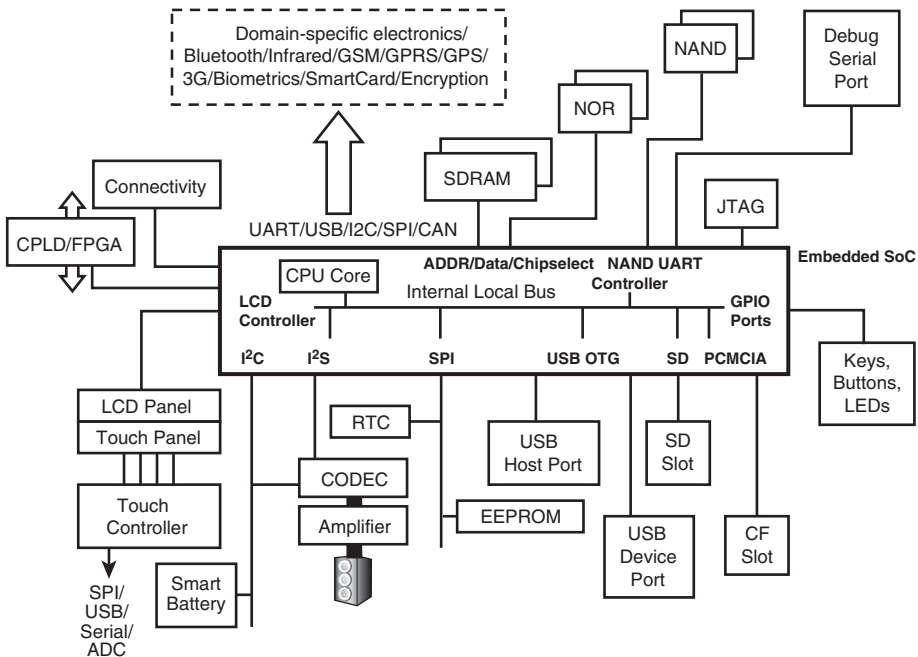 Domain-specific electronics/
Bluetooth/Infrared/GSM/GPRS/GPS/
3G/Biometrics/SmartCard/Encryption
NAND
Debug
Serial
Port
NOR
SDRAM
Connectivity
JTAG
CPLD/FPGA
UART/USB/I2C/SPI/CAN
Embedded SoC
CPU Core
ADDR/Data/Chipselect
NAND UART
Controller
Internal Local Bus
LCD
Controller
GPIO
Ports
I²C
I²S
SPI
USB OTG
SD
PCMCIA
Keys,
Buttons,
LEDs
LCD Panel
Touch Panel
RTC
USB
Host Port
SD
Slot
CODEC
Touch
Controller
Amplifier
EEPROM
USB
Device
Port
CF
Slot
Smart
Battery
SPI/
USB/
Serial/
ADC